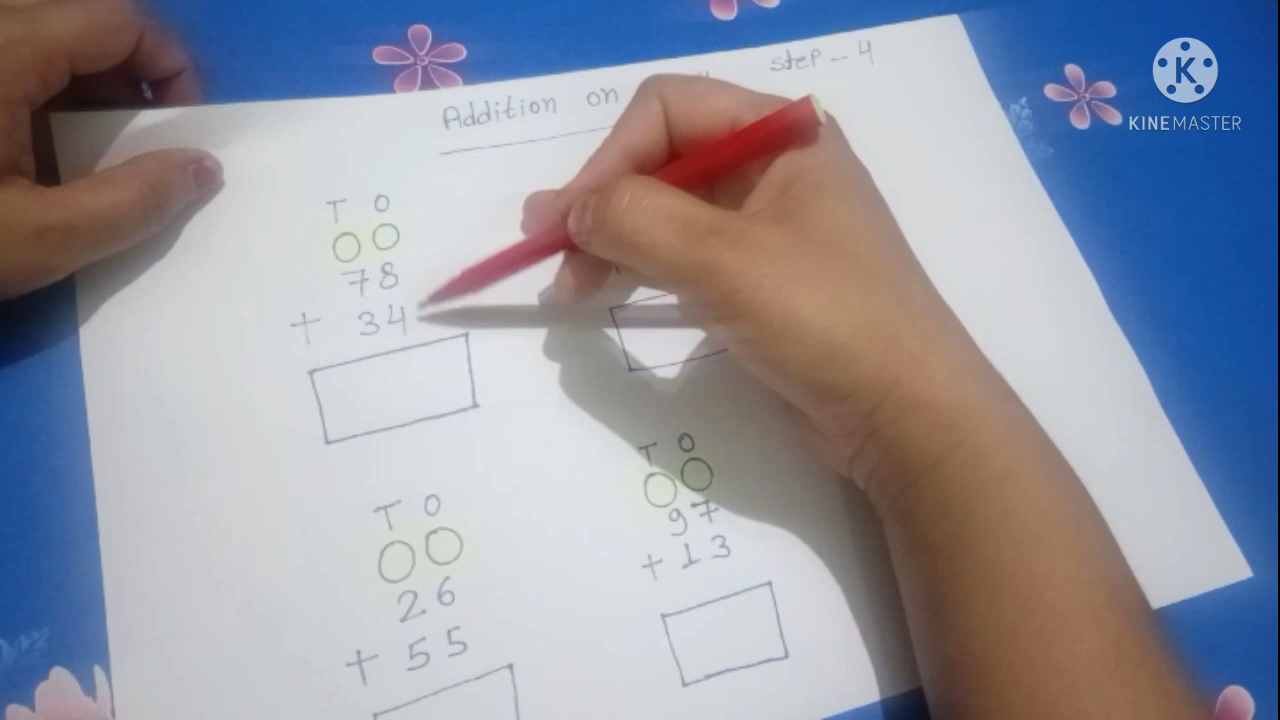 Step - 4
Addition on
T O
78
+ 34
T O
26
+ 55
T O
97
+ 13
KINEMASTER